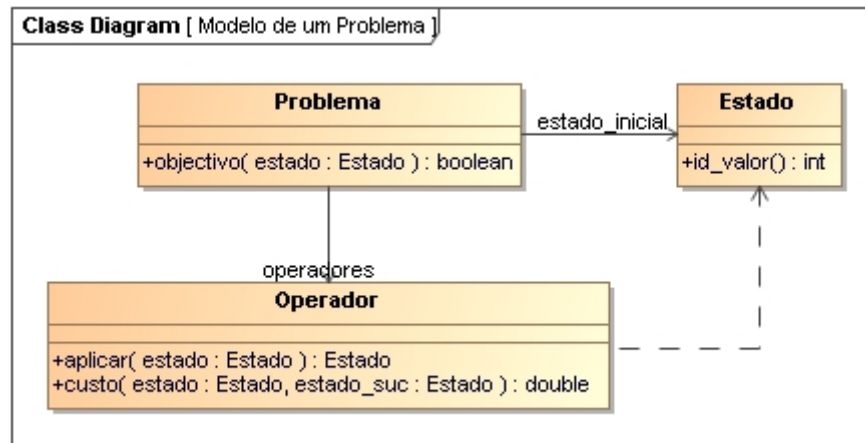 Class Diagram [ Modelo de um Problema ]
Problema
+objectivo( estado : Estado ) : boolean
estado_inicial
Estado
+id_valor() : int
operadores
Operador
+aplicar( estado : Estado ) : Estado
+custo( estado : Estado, estado_suc : Estado ) : double